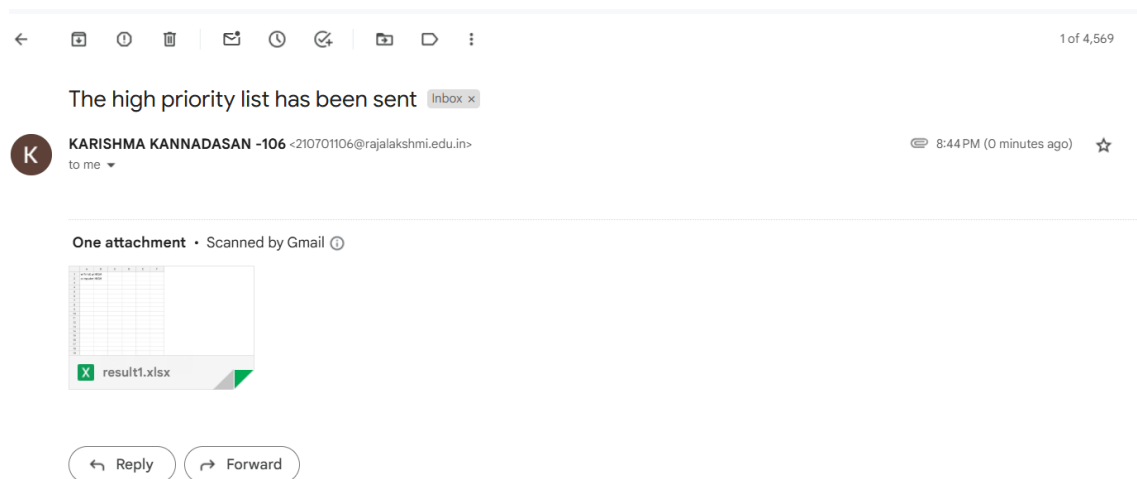 1 of 4,569
The high priority list has been sent Inbox ×
K
KARISHMA KANNADASAN -106 <210701106@rajalakshmi.edu.in>
8:44 PM (0 minutes ago)
to me
One attachment • Scanned by Gmail
X result1.xlsx
Reply
Forward